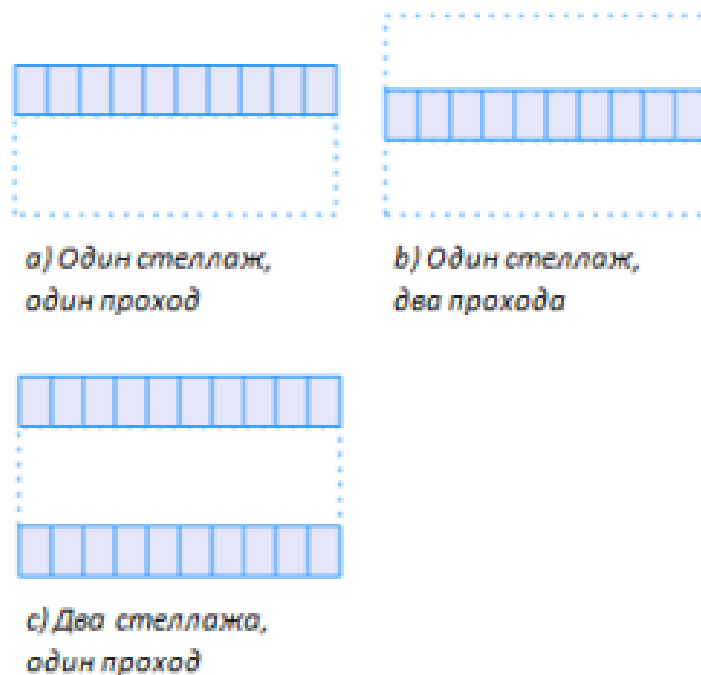 a) Один стеллаж,
один проход
b) Один стеллаж,
два прохода
c) Два стеллажа,
один проход